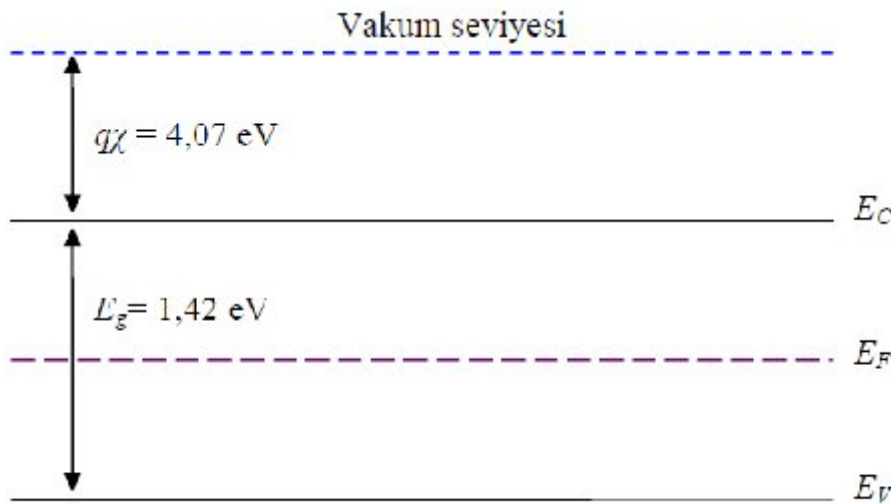 Vakum seviyesi
qχ = 4,07 eV
E_C
E_g= 1,42 eV
E_F
E_V